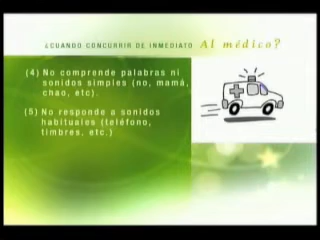 ¿CUANDO CONCURRIR DE INMEDIATO Al médico?
(4) No comprende palabras ni
sonidos simples (no, mamá,
chao, etc).
(5) No responde a sonidos
habituales (teléfono,
timbres, etc.)